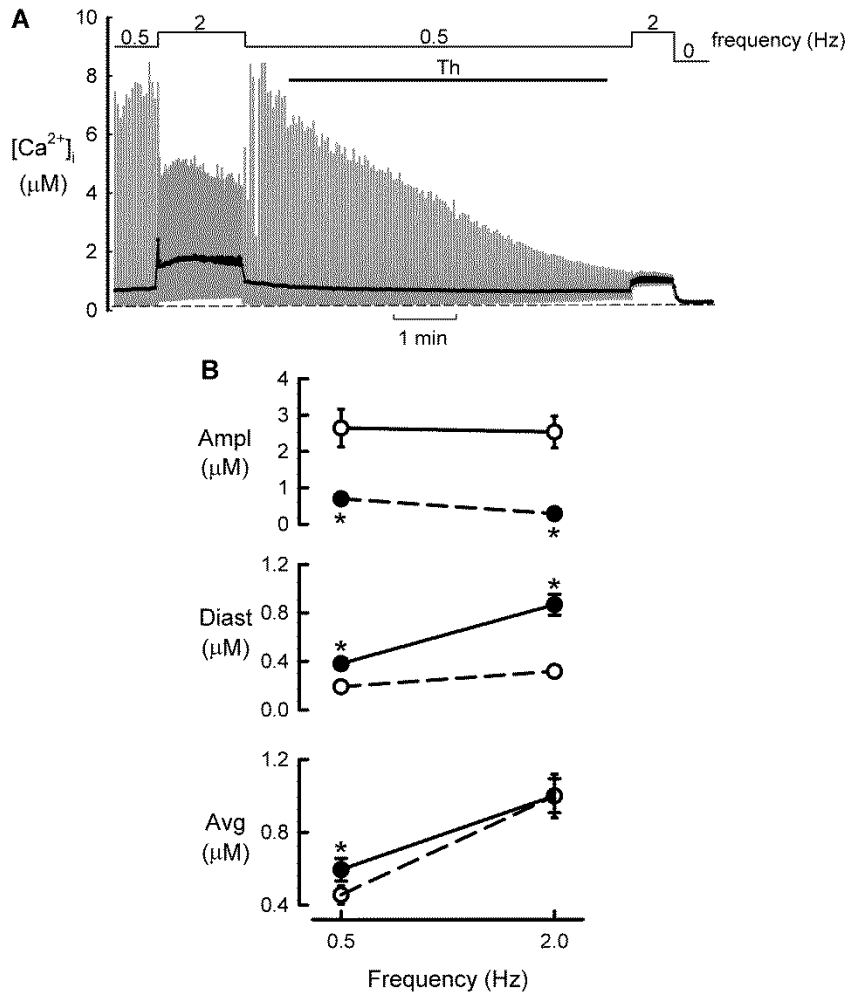 A
0.5 2 0.5 2 0 frequency (Hz)
Th
10
8
6
4
2
0
[Ca2+]i
(μM)
1 min
B
Ampl
(μM)
4
3
2
1
0
* *
Diast
(μM)
1.2
0.8
0.4
0.0
* *
Avg
(μM)
1.2
0.8
0.4
*
0.5 2.0
Frequency (Hz)